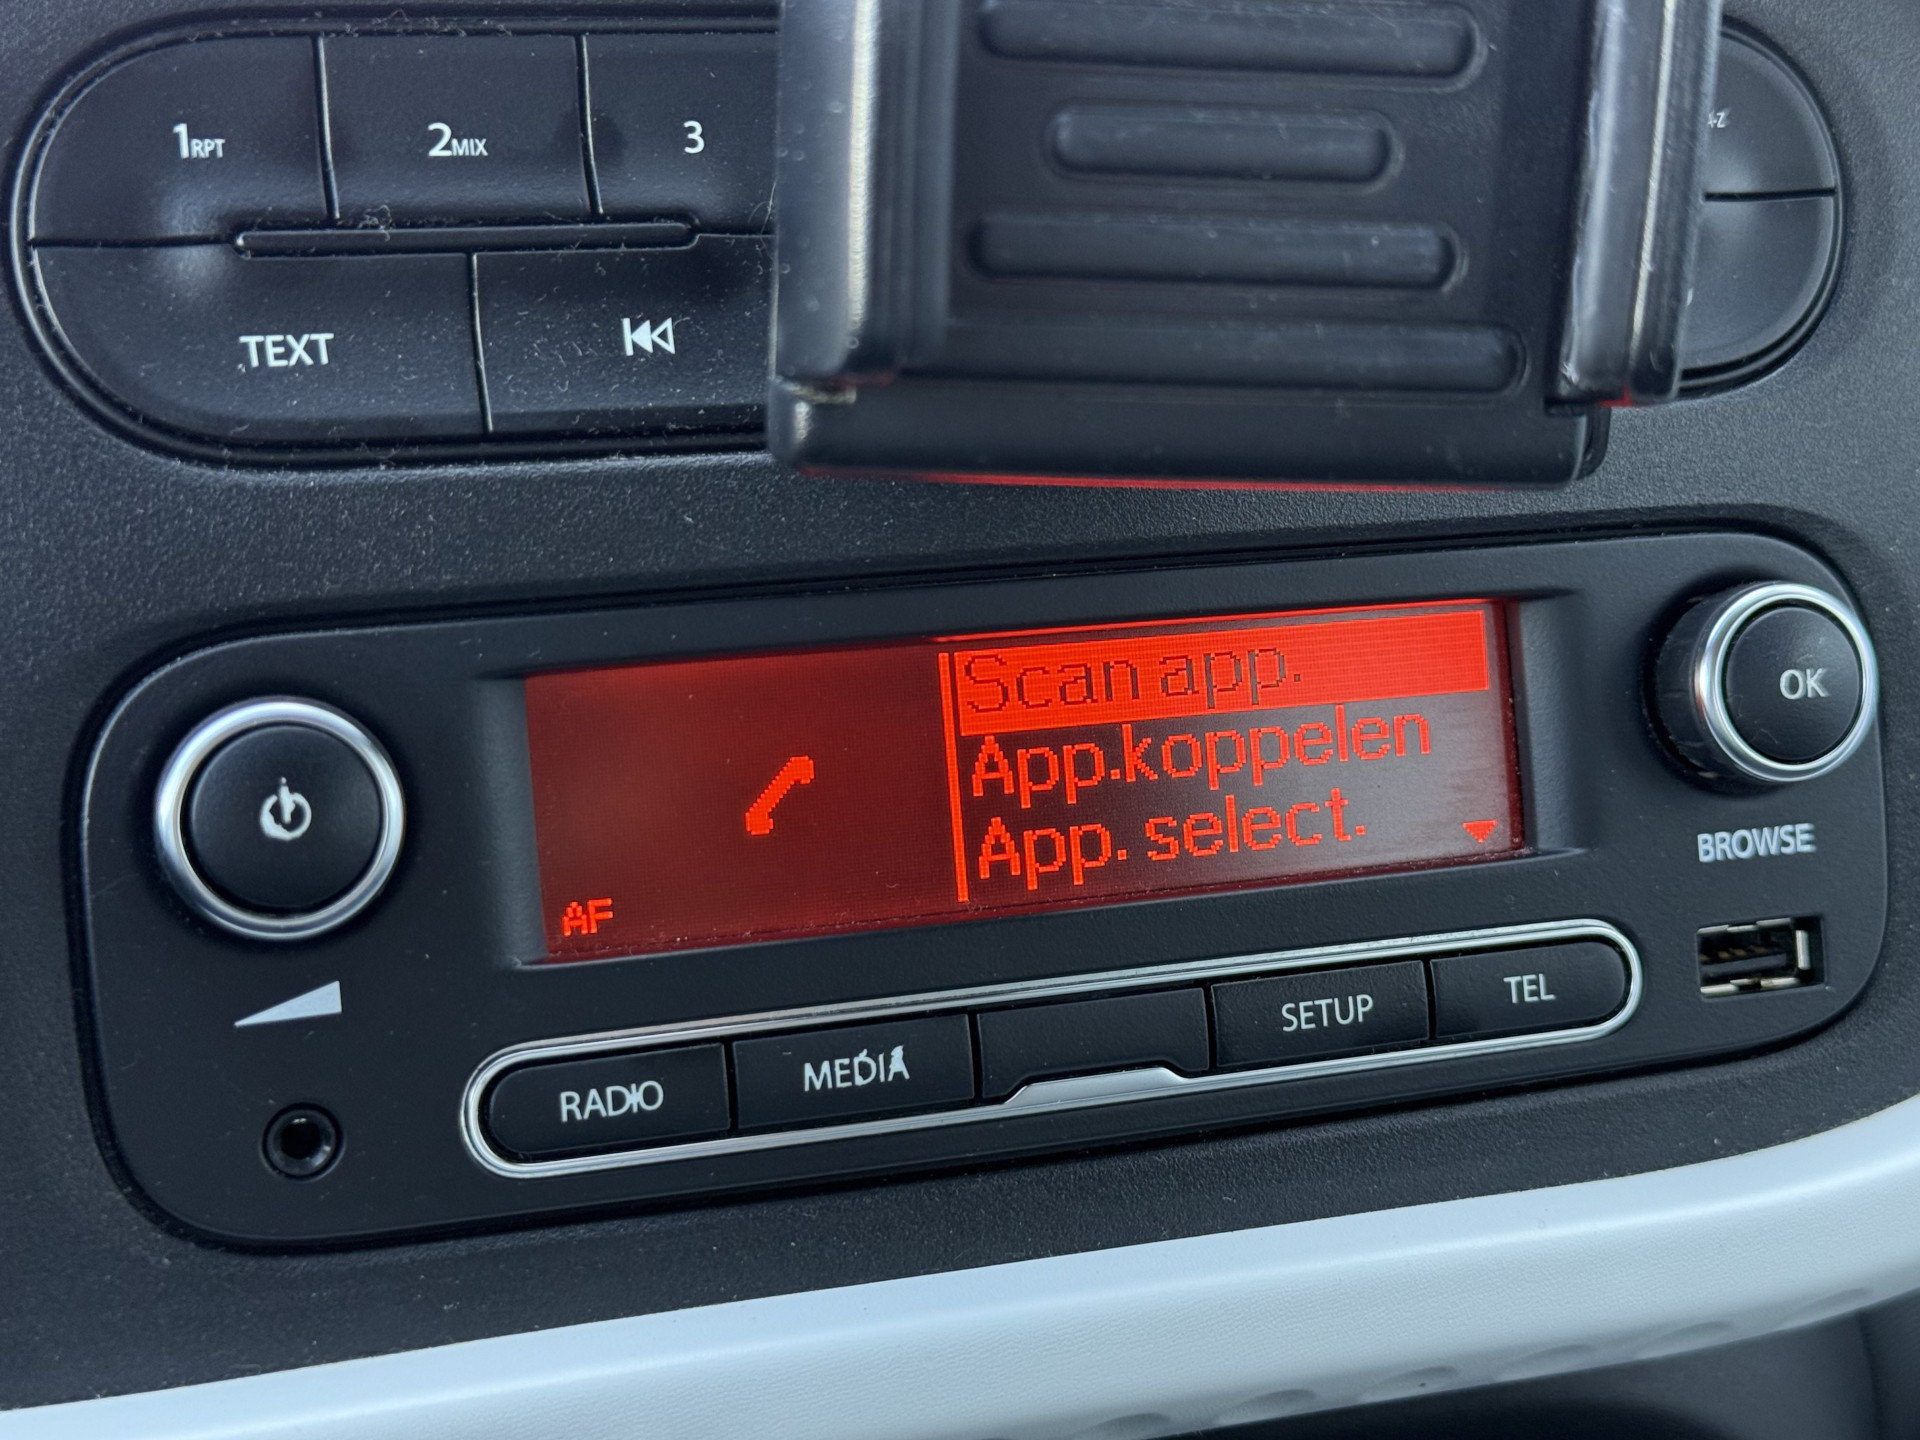 1RPT
2MIX
3
A-Z
TEXT
Scan app.
App.koppelen
App. select.
AF
OK
BROWSE
RADIO
MEDIA
SETUP
TEL